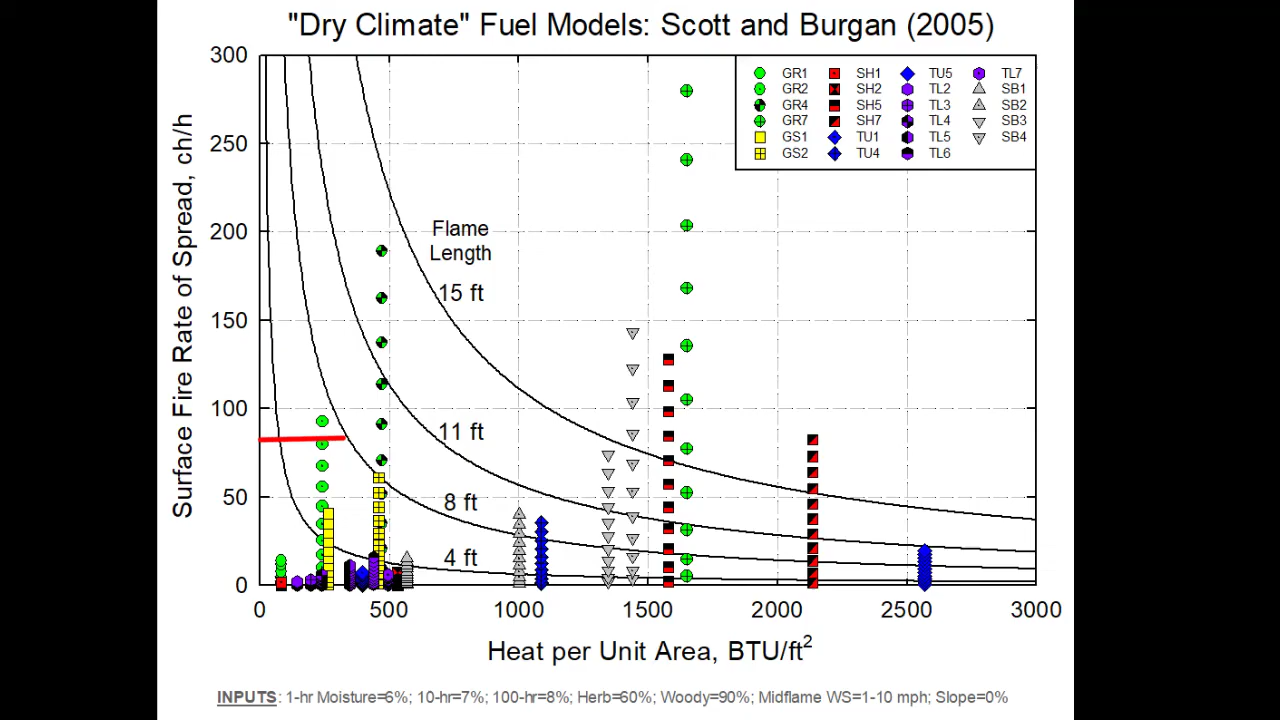 "Dry Climate" Fuel Models: Scott and Burgan (2005)
300
250
200
150
100
50
0
Surface Fire Rate of Spread, ch/h
GR1
GR2
GR4
GR7
GS1
GS2
SH1
SH2
SH5
SH7
TU1
TU4
TU5
TL2
TL3
TL4
TL5
TL6
TL7
SB1
SB2
SB3
SB4
Flame
Length
15 ft
11 ft
8 ft
4 ft
0 500 1000 1500 2000 2500 3000
Heat per Unit Area, BTU/ft²
INPUTS: 1-hr Moisture=6%; 10-hr=7%; 100-hr=8%; Herb=60%; Woody=90%; Midflame WS=1-10 mph; Slope=0%